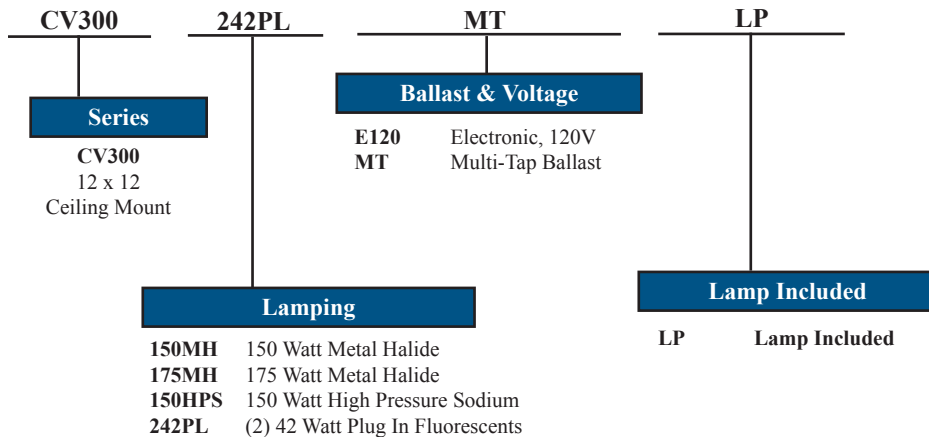 CV300 242PL MT LP
Series
CV300
12 x 12
Ceiling Mount
Lamping
150MH 150 Watt Metal Halide
175MH 175 Watt Metal Halide
150HPS 150 Watt High Pressure Sodium
242PL (2) 42 Watt Plug In Fluorescents
Ballast & Voltage
E120 Electronic, 120V
MT Multi-Tap Ballast
Lamp Included
LP Lamp Included